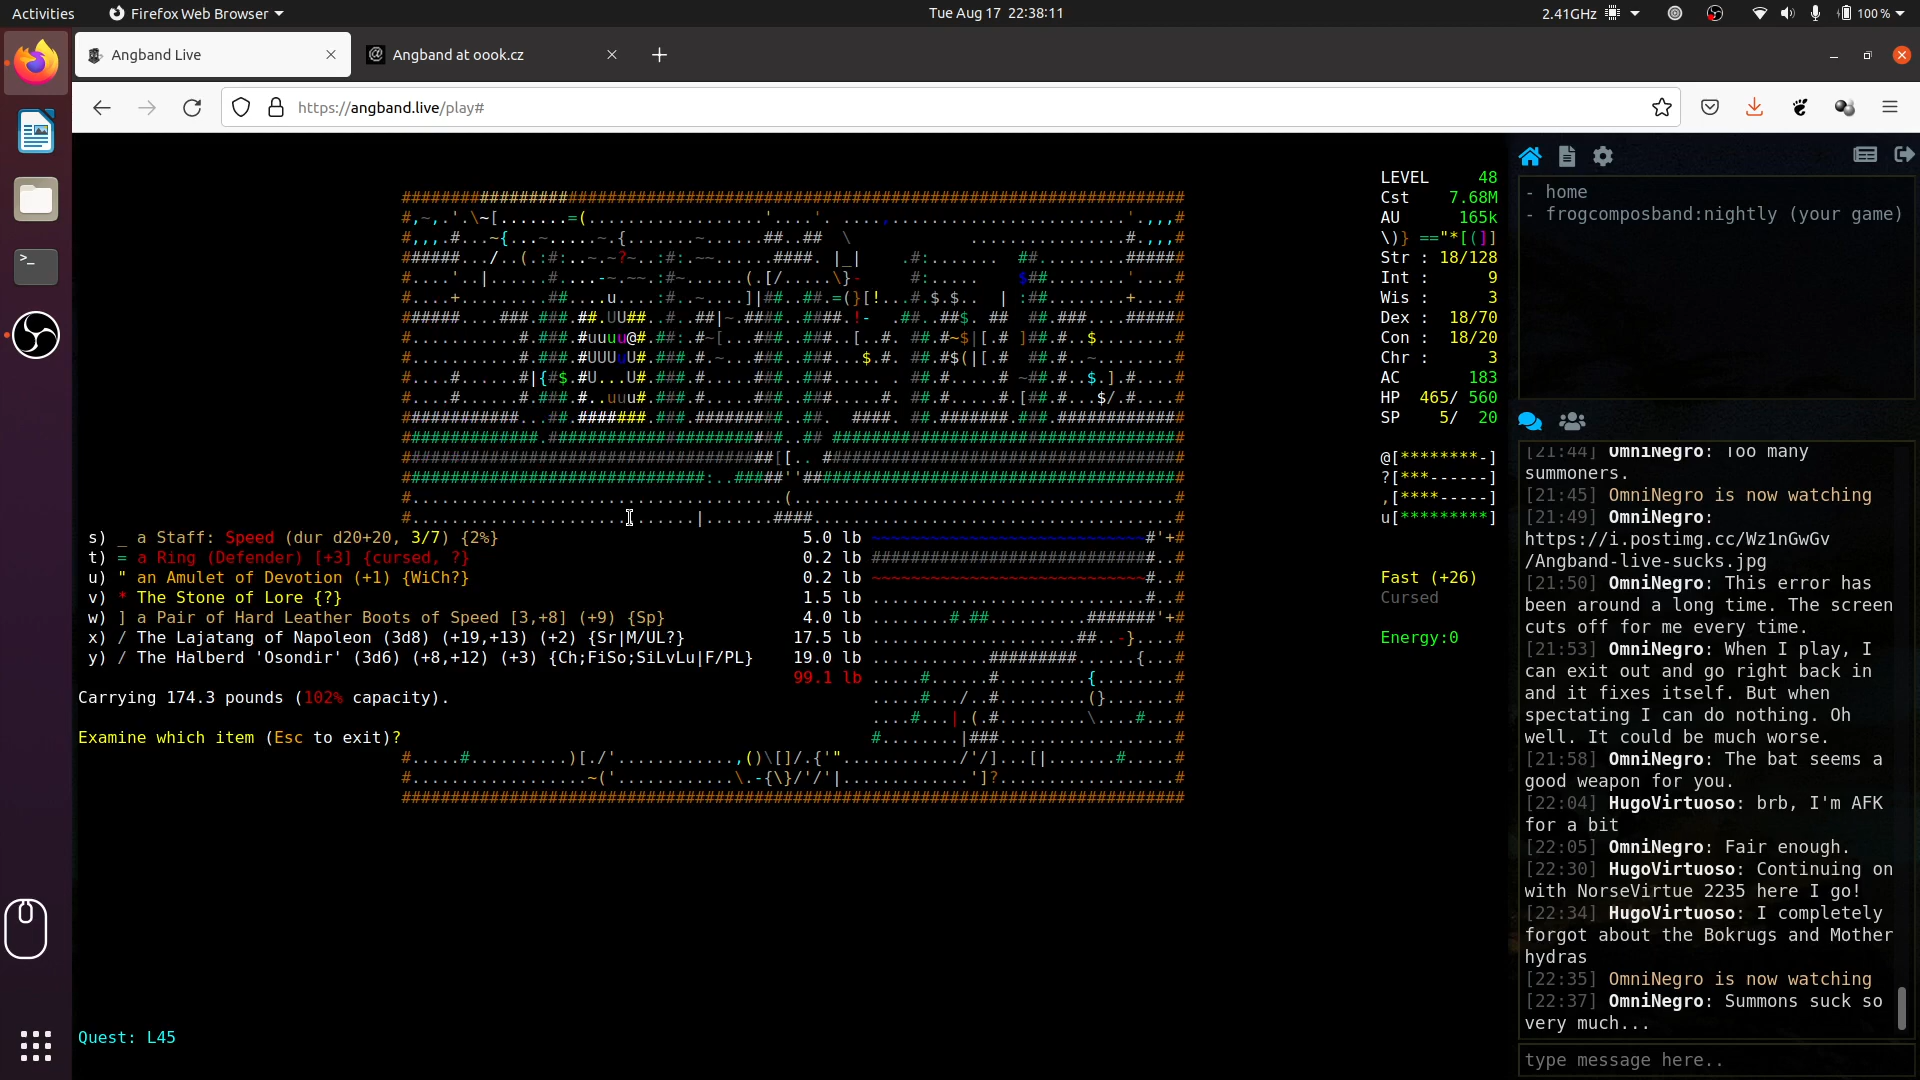 Activities
Firefox Web Browser
Tue Aug 17 22:38:11
2.41GHz
100 %
Angband Live
Angband at oook.cz
https://angband.live/play#
LEVEL 48
Cst 7.68M
AU 165k
\)} =="*[(]]
Str : 18/128
Int : 9
Wis : 3
Dex : 18/70
Con : 18/20
Chr : 3
AC 183
HP 465/ 560
SP 5/ 20
@[********-]
?[***------]
,[****-----]
u[*********]
Fast (+26)
Cursed
Energy:0
s) _ a Staff: Speed (dur d20+20, 3/7) {2%} 5.0 lb
t) = a Ring (Defender) [+3] {cursed, ?} 0.2 lb
u) " an Amulet of Devotion (+1) {WiCh?} 0.2 lb
v) * The Stone of Lore {?} 1.5 lb
w) ] a Pair of Hard Leather Boots of Speed [3,+8] (+9) {Sp} 4.0 lb
x) / The Lajatang of Napoleon (3d8) (+19,+13) (+2) {Sr|M/UL?} 17.5 lb
y) / The Halberd 'Osondir' (3d6) (+8,+12) (+3) {Ch;FiSo;SiLvLu|F/PL} 19.0 lb
99.1 lb
Carrying 174.3 pounds (102% capacity).
Examine which item (Esc to exit)?
Quest: L45
- home
- frogcomposband:nightly (your game)
[21:44] OmniNegro: Too many
summoners.
[21:45] OmniNegro is now watching
[21:49] OmniNegro:
https://i.postimg.cc/Wz1nGwGv
/Angband-live-sucks.jpg
[21:50] OmniNegro: This error has
been around a long time. The screen
cuts off for me every time.
[21:53] OmniNegro: When I play, I
can exit out and go right back in
and it fixes itself. But when
spectating I can do nothing. Oh
well. It could be much worse.
[21:58] OmniNegro: The bat seems a
good weapon for you.
[22:04] HugoVirtuoso: brb, I'm AFK
for a bit
[22:05] OmniNegro: Fair enough.
[22:30] HugoVirtuoso: Continuing on
with NorseVirtue 2235 here I go!
[22:34] HugoVirtuoso: I completely
forgot about the Bokrugs and Mother
hydras
[22:35] OmniNegro is now watching
[22:37] OmniNegro: Summons suck so
very much...
type message here..